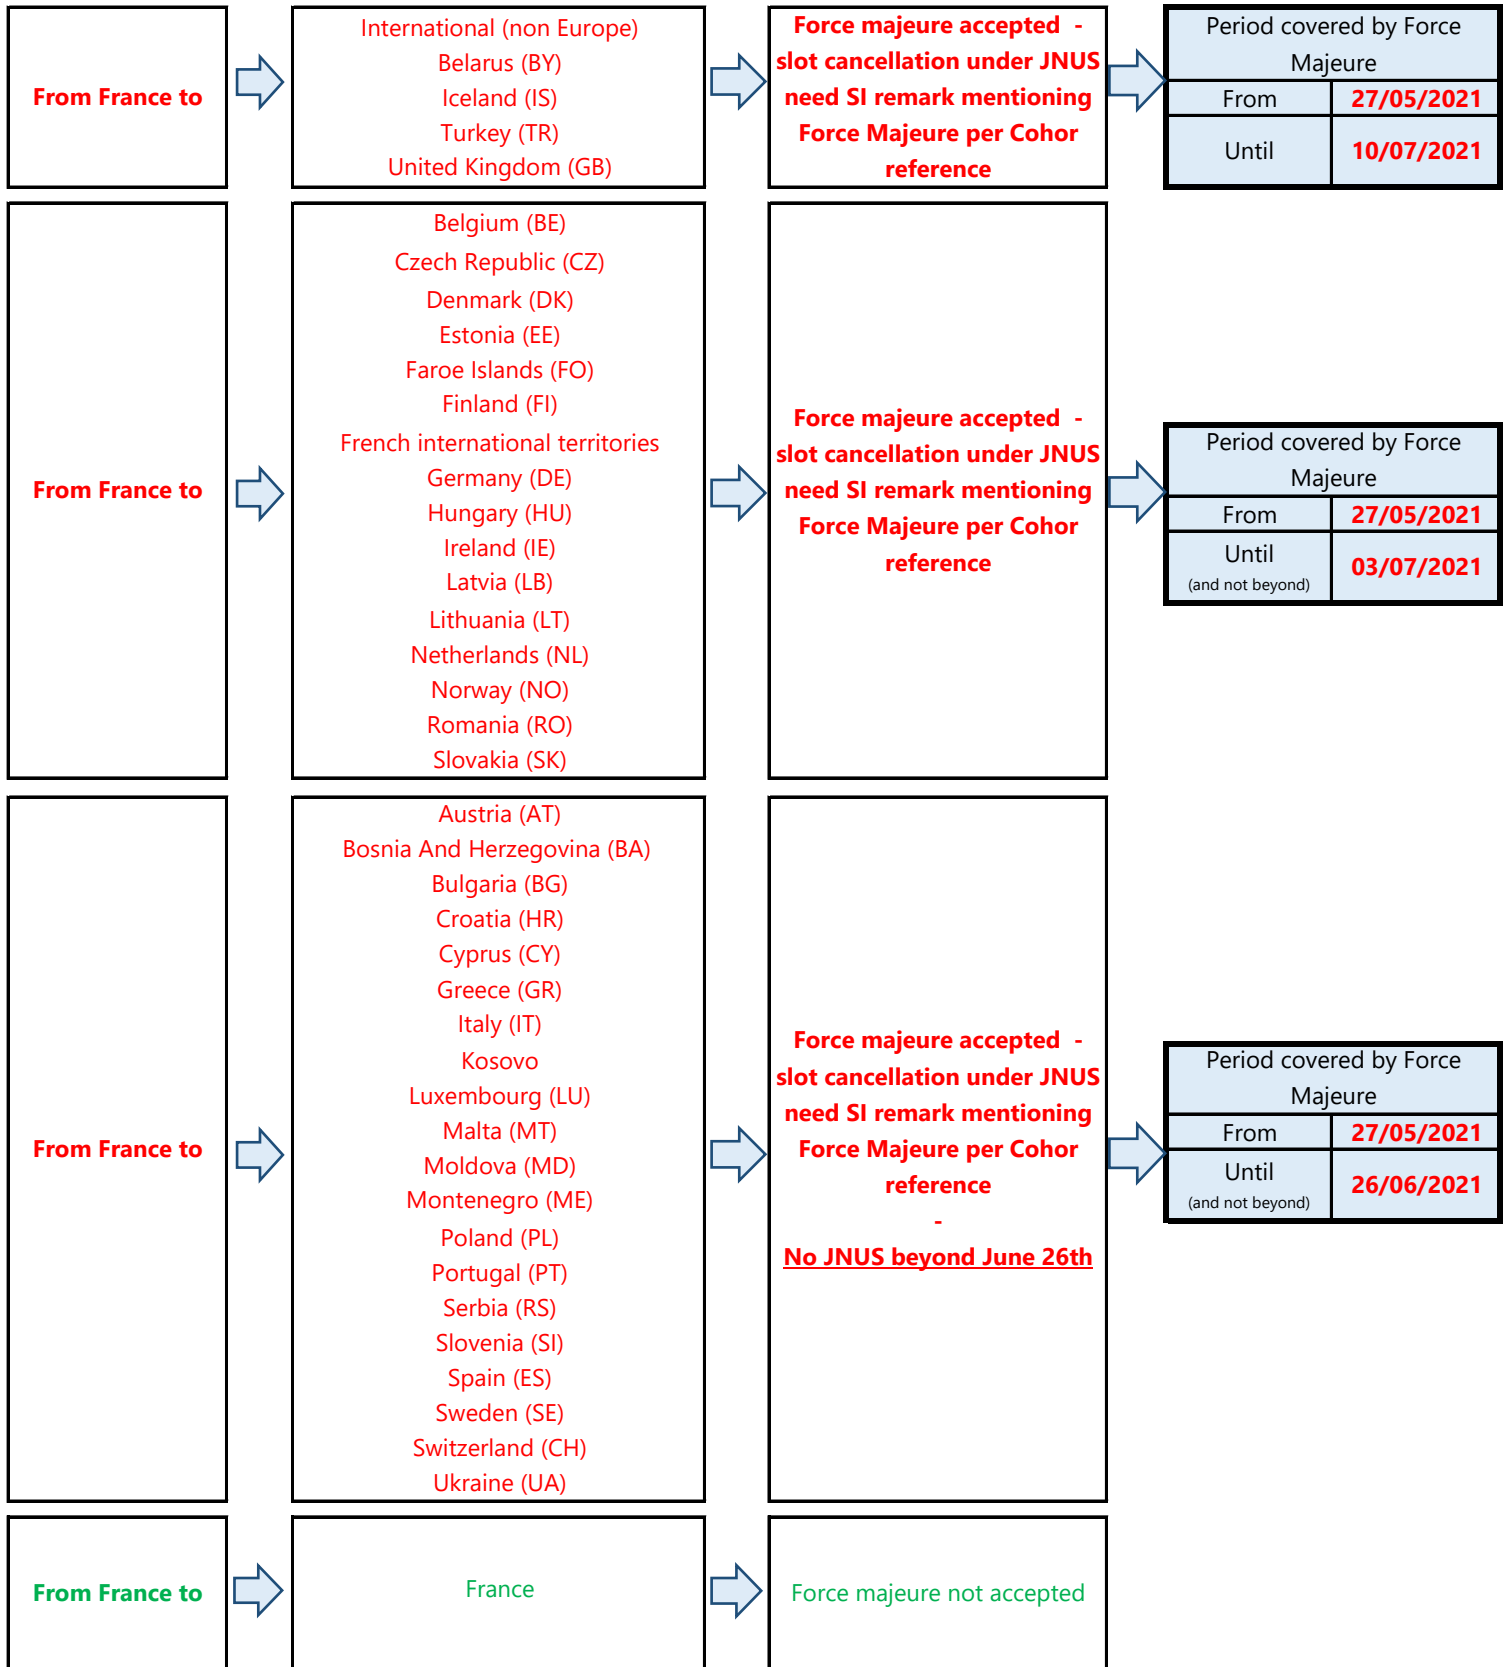 From France to
International (non Europe)
Belarus (BY)
Iceland (IS)
Turkey (TR)
United Kingdom (GB)
Force majeure accepted -
slot cancellation under JNUS
need SI remark mentioning
Force Majeure per Cohor
reference
Period covered by Force
Majeure
From 27/05/2021
Until 10/07/2021
From France to
Belgium (BE)
Czech Republic (CZ)
Denmark (DK)
Estonia (EE)
Faroe Islands (FO)
Finland (FI)
French international territories
Germany (DE)
Hungary (HU)
Ireland (IE)
Latvia (LB)
Lithuania (LT)
Netherlands (NL)
Norway (NO)
Romania (RO)
Slovakia (SK)
Force majeure accepted -
slot cancellation under JNUS
need SI remark mentioning
Force Majeure per Cohor
reference
Period covered by Force
Majeure
From 27/05/2021
Until
(and not beyond)
03/07/2021
From France to
Austria (AT)
Bosnia And Herzegovina (BA)
Bulgaria (BG)
Croatia (HR)
Cyprus (CY)
Greece (GR)
Italy (IT)
Kosovo
Luxembourg (LU)
Malta (MT)
Moldova (MD)
Montenegro (ME)
Poland (PL)
Portugal (PT)
Serbia (RS)
Slovenia (SI)
Spain (ES)
Sweden (SE)
Switzerland (CH)
Ukraine (UA)
Force majeure accepted -
slot cancellation under JNUS
need SI remark mentioning
Force Majeure per Cohor
reference
-
No JNUS beyond June 26th
Period covered by Force
Majeure
From 27/05/2021
Until
(and not beyond)
26/06/2021
From France to
France
Force majeure not accepted